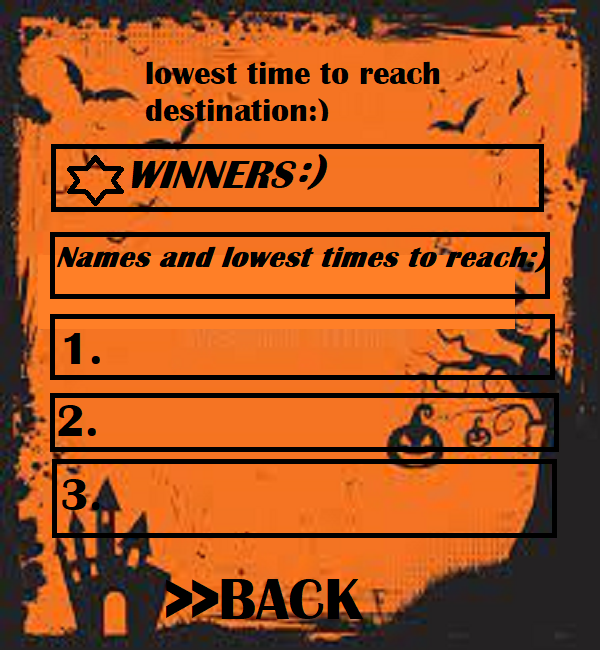 lowest time to reach
destination:)
WINNERS:)
Names and lowest times to reach:)
1.
2.
3.
>>BACK